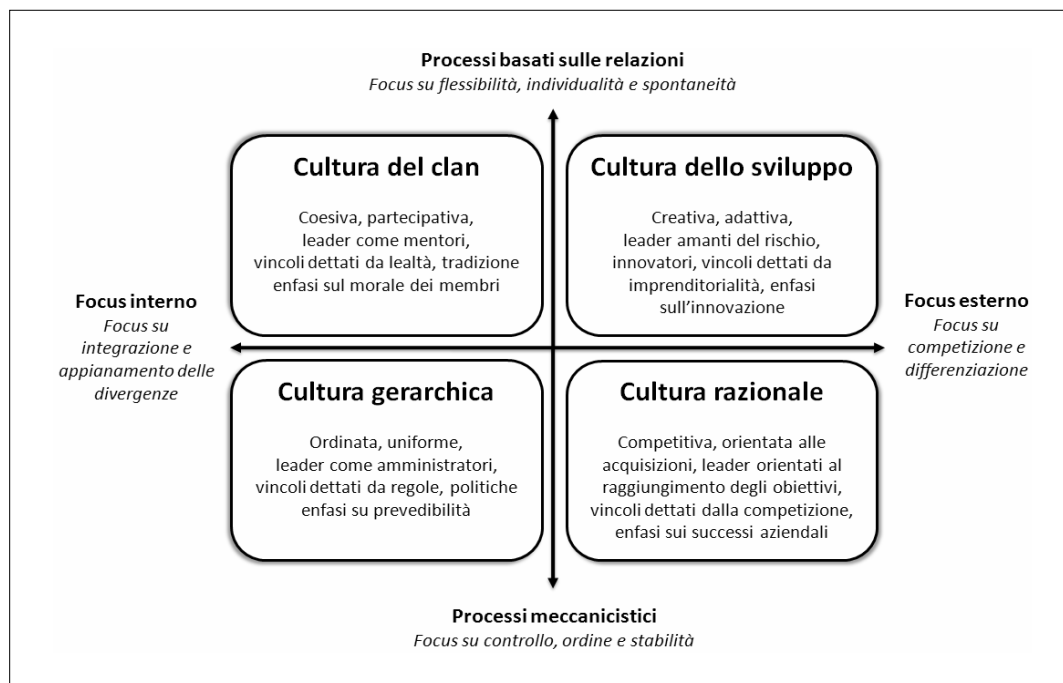 Processi basati sulle relazioni
Focus su flessibilità, individualità e spontaneità
Cultura del clan
Coesiva, partecipativa,
leader come mentori,
vincoli dettati da lealtà, tradizione
enfasi sul morale dei membri
Cultura dello sviluppo
Creativa, adattiva,
leader amanti del rischio,
innovatori, vincoli dettati da
imprenditorialità, enfasi
sull'innovazione
Focus interno
Focus su
integrazione e
appianamento delle
divergenze
Focus esterno
Focus su
competizione e
differenziazione
Cultura gerarchica
Ordinata, uniforme,
leader come amministratori,
vincoli dettati da regole, politiche
enfasi su prevedibilità
Cultura razionale
Competitiva, orientata alle
acquisizioni, leader orientati al
raggiungimento degli obiettivi,
vincoli dettati dalla competizione,
enfasi sui successi aziendali
Processi meccanicistici
Focus su controllo, ordine e stabilità